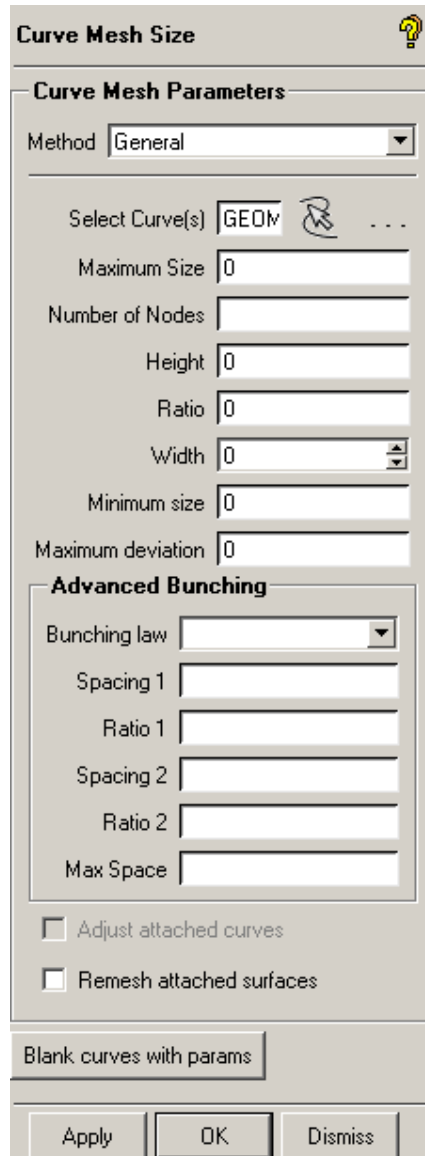 Curve Mesh Size
Curve Mesh Parameters
Method General
Select Curve(s) GEOM ...
Maximum Size 0
Number of Nodes
Height 0
Ratio 0
Width 0
Minimum size 0
Maximum deviation 0
Advanced Bunching
Bunching law
Spacing 1
Ratio 1
Spacing 2
Ratio 2
Max Space
Adjust attached curves
Remesh attached surfaces
Blank curves with params
Apply OK Dismiss